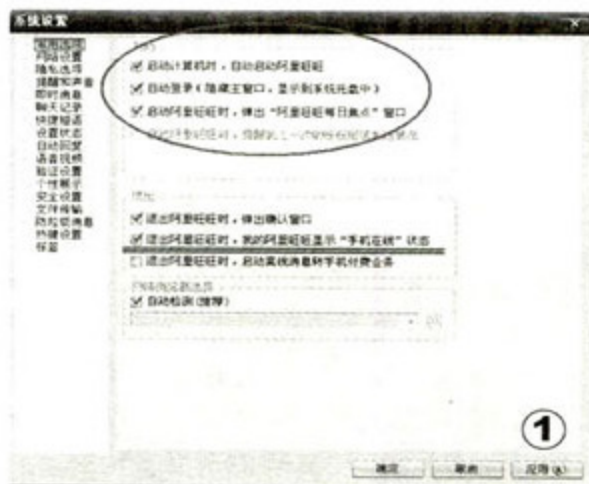 系统设置
常用选项
网络设置
隐私选项
提醒和声音
即时消息
聊天记录
快捷短语
设置状态
自动回复
语音视频
验证设置
个性展示
安全设置
文件传输
防垃圾消息
热键设置
启动计算机时，自动启动阿里旺旺
自动登录（隐藏主窗口，显示到系统托盘中）
启动阿里旺旺时，弹出“阿里旺旺每日焦点”窗口
退出阿里旺旺时，弹出确认窗口
退出阿里旺旺时，我的阿里旺旺显示“手机在线”状态
退出阿里旺旺时，启动离线消息转手机付费业务
自动检测(推荐)
确定
取消
应用(A)
①